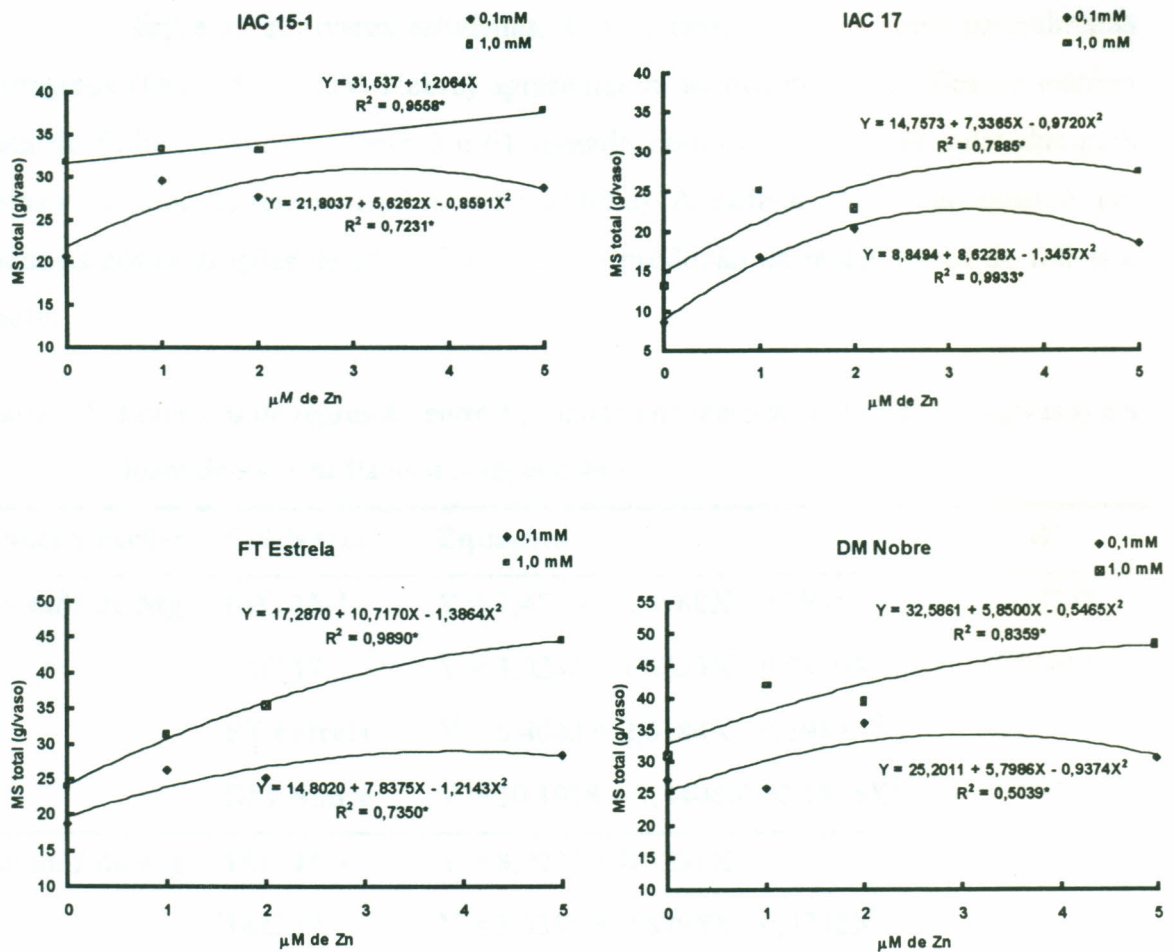 IAC 15-1
◆ 0,1mM
■ 1,0 mM
Y = 31,537 + 1,2064X
R² = 0,9558*
Y = 21,8037 + 5,6262X - 0,8591X²
R² = 0,7231*
MS total (g/vaso)
40
35
30
25
20
15
10
0 1 2 3 4 5
μM de Zn
IAC 17
◆ 0,1mM
■ 1,0 mM
Y = 14,7573 + 7,3365X - 0,9720X²
R² = 0,7885*
Y = 8,8494 + 8,6228X - 1,3457X²
R² = 0,9933*
MS total (g/vaso)
40
35
30
25
20
15
10
5
0 1 2 3 4 5
μM de Zn
FT Estrela
◆ 0,1mM
■ 1,0 mM
Y = 17,2870 + 10,7170X - 1,3864X²
R² = 0,9890*
Y = 14,8020 + 7,8375X - 1,2143X²
R² = 0,7350*
MS total (g/vaso)
50
45
40
35
30
25
20
15
10
0 1 2 3 4 5
μM de Zn
DM Nobre
◆ 0,1mM
■ 1,0 mM
Y = 32,5861 + 5,8500X - 0,5465X²
R² = 0,8359*
Y = 25,2011 + 5,7986X - 0,9374X²
R² = 0,5039*
MS total (g/vaso)
55
50
45
40
35
30
25
20
15
10
0 1 2 3 4 5
μM de Zn